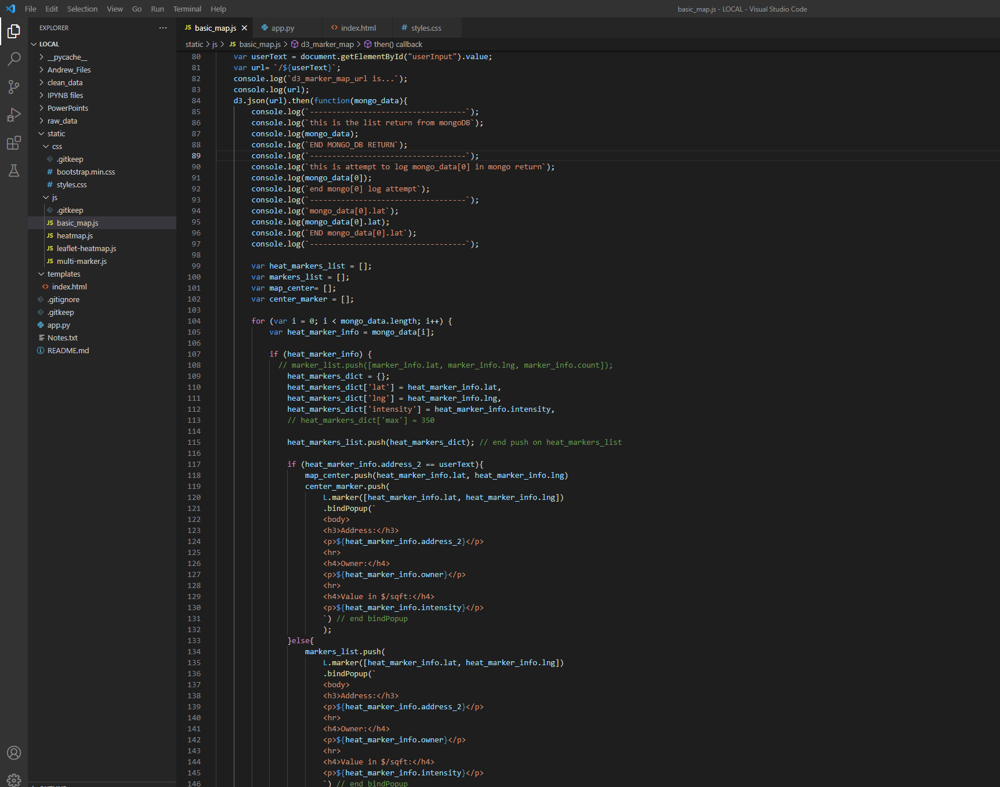 File Edit Selection View Go Run Terminal Help
basic_map.js - LOCAL - Visual Studio Code
EXPLORER
LOCAL
__pycache__
Andrew_Files
clean_data
IPYNB files
PowerPoints
raw_data
static
css
.gitkeep
# bootstrap.min.css
# styles.css
js
.gitkeep
JS basic_map.js
JS heatmap.js
JS leaflet-heatmap.js
JS multi-marker.js
templates
<> index.html
.gitignore
.gitkeep
app.py
Notes.txt
README.md
JS basic_map.js app.py <> index.html # styles.css
static > js > JS basic_map.js > d3_marker_map > then() callback
80 var userText = document.getElementById("userInput").value;
81 var url= `/${userText}`;
82 console.log(`d3_marker_map_url is...`);
83 console.log(url);
84 d3.json(url).then(function(mongo_data){
85 console.log(`-----------------------------------`);
86 console.log(`this is the list return from mongoDB`);
87 console.log(mongo_data);
88 console.log(`END MONGO_DB RETURN`);
89 console.log(`-----------------------------------`);
90 console.log(`this is attempt to log mongo_data[0] in mongo return`);
91 console.log(mongo_data[0]);
92 console.log(`end mongo[0] log attempt`);
93 console.log(`-----------------------------------`);
94 console.log(`mongo_data[0].lat`);
95 console.log(mongo_data[0].lat);
96 console.log(`END mongo_data[0].lat`);
97 console.log(`-----------------------------------`);
98
99 var heat_markers_list = [];
100 var markers_list = [];
101 var map_center= [];
102 var center_marker = [];
103
104 for (var i = 0; i < mongo_data.length; i++) {
105 var heat_marker_info = mongo_data[i];
106
107 if (heat_marker_info) {
108 // marker_list.push([marker_info.lat, marker_info.lng, marker_info.count]);
109 heat_markers_dict = {};
110 heat_markers_dict['lat'] = heat_marker_info.lat,
111 heat_markers_dict['lng'] = heat_marker_info.lng,
112 heat_markers_dict['intensity'] = heat_marker_info.intensity,
113 // heat_markers_dict['max'] = 350
114
115 heat_markers_list.push(heat_markers_dict); // end push on heat_markers_list
116
117 if (heat_marker_info.address_2 == userText){
118 map_center.push(heat_marker_info.lat, heat_marker_info.lng)
119 center_marker.push(
120 L.marker([heat_marker_info.lat, heat_marker_info.lng])
121 .bindPopup(`
122 <body>
123 <h3>Address:</h3>
124 <p>${heat_marker_info.address_2}</p>
125 <hr>
126 <h4>Owner:</h4>
127 <p>${heat_marker_info.owner}</p>
128 <hr>
129 <h4>Value in $/sqft:</h4>
130 <p>${heat_marker_info.intensity}</p>
131 `) // end bindPopup
132 );
133 }else{
134 markers_list.push(
135 L.marker([heat_marker_info.lat, heat_marker_info.lng])
136 .bindPopup(`
137 <body>
138 <h3>Address:</h3>
139 <p>${heat_marker_info.address_2}</p>
140 <hr>
141 <h4>Owner:</h4>
142 <p>${heat_marker_info.owner}</p>
143 <hr>
144 <h4>Value in $/sqft:</h4>
145 <p>${heat_marker_info.intensity}</p>
146 `) // end bindPopup